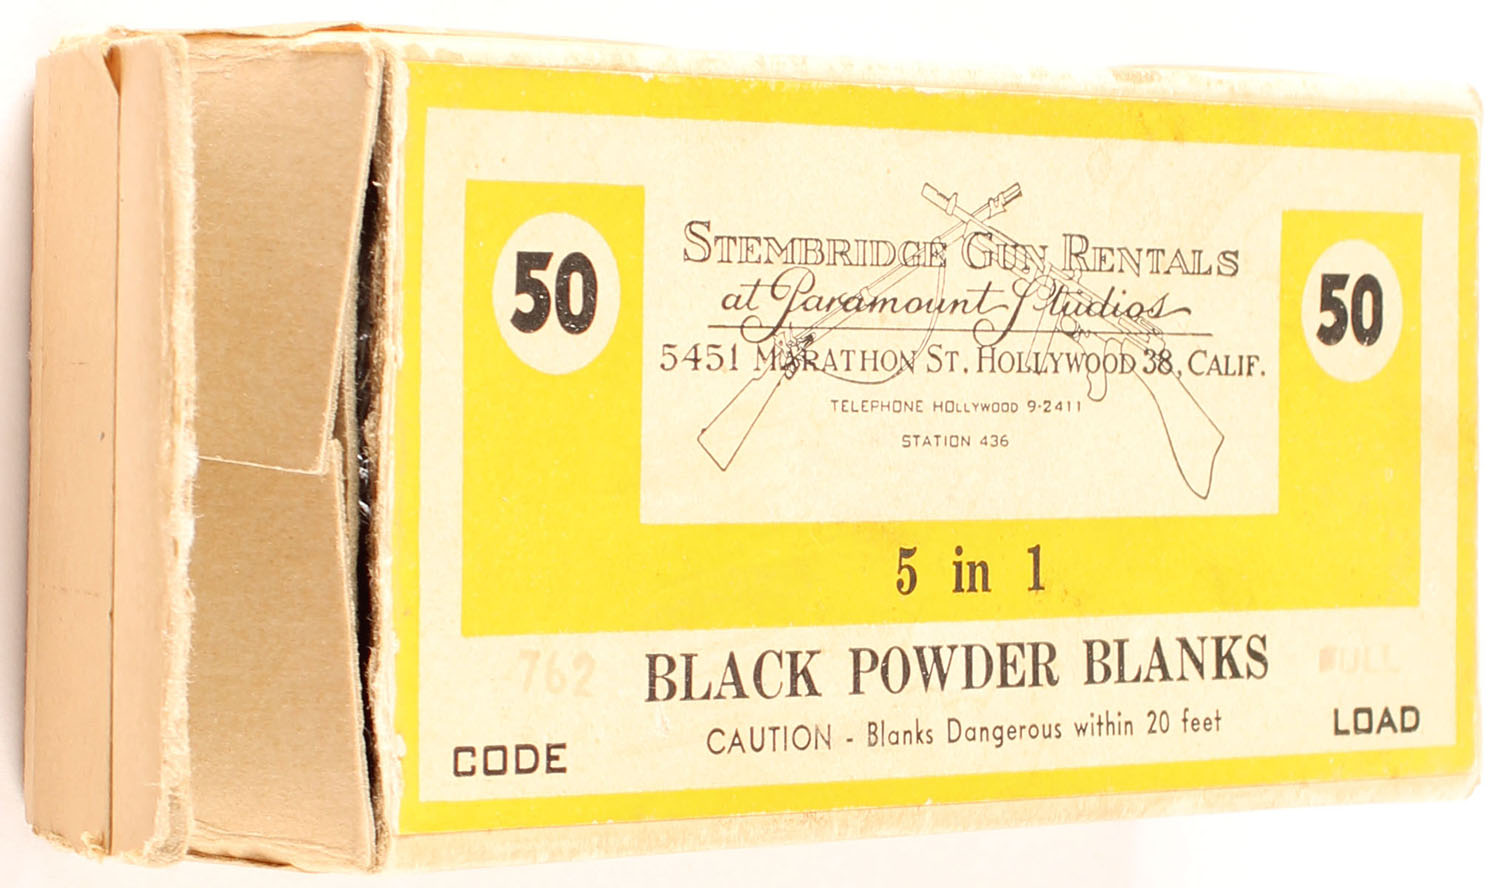 50
STEMBRIDGE GUN RENTALS
at Paramount Studios
5451 MARATHON ST. HOLLYWOOD 38, CALIF.
TELEPHONE HOLLYWOOD 9-2411
STATION 436
50
5 in 1
762
BLACK POWDER BLANKS
FULL
CODE
CAUTION - Blanks Dangerous within 20 feet
LOAD